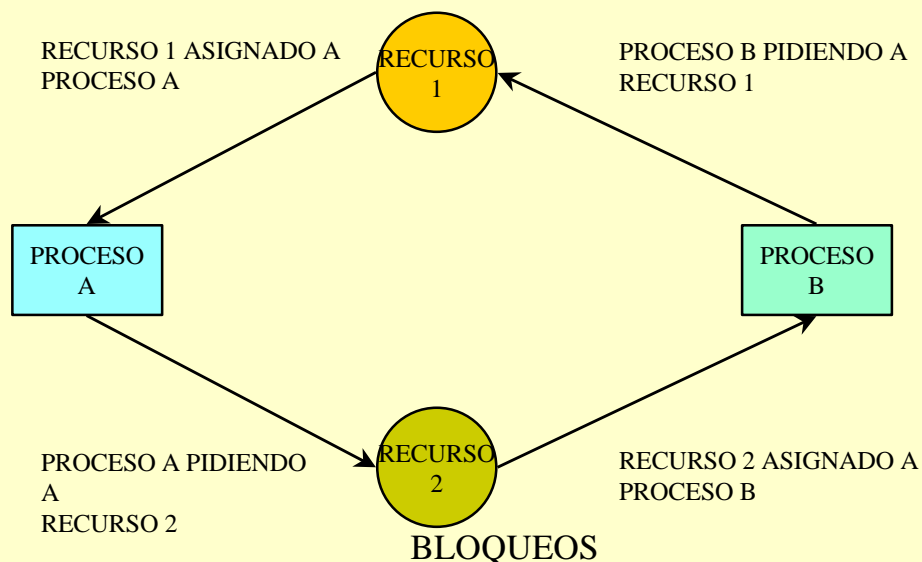 RECURSO 1 ASIGNADO A
PROCESO A
RECURSO
1
PROCESO B PIDIENDO A
RECURSO 1
PROCESO
A
PROCESO
B
PROCESO A PIDIENDO
A
RECURSO 2
RECURSO
2
RECURSO 2 ASIGNADO A
PROCESO B
BLOQUEOS